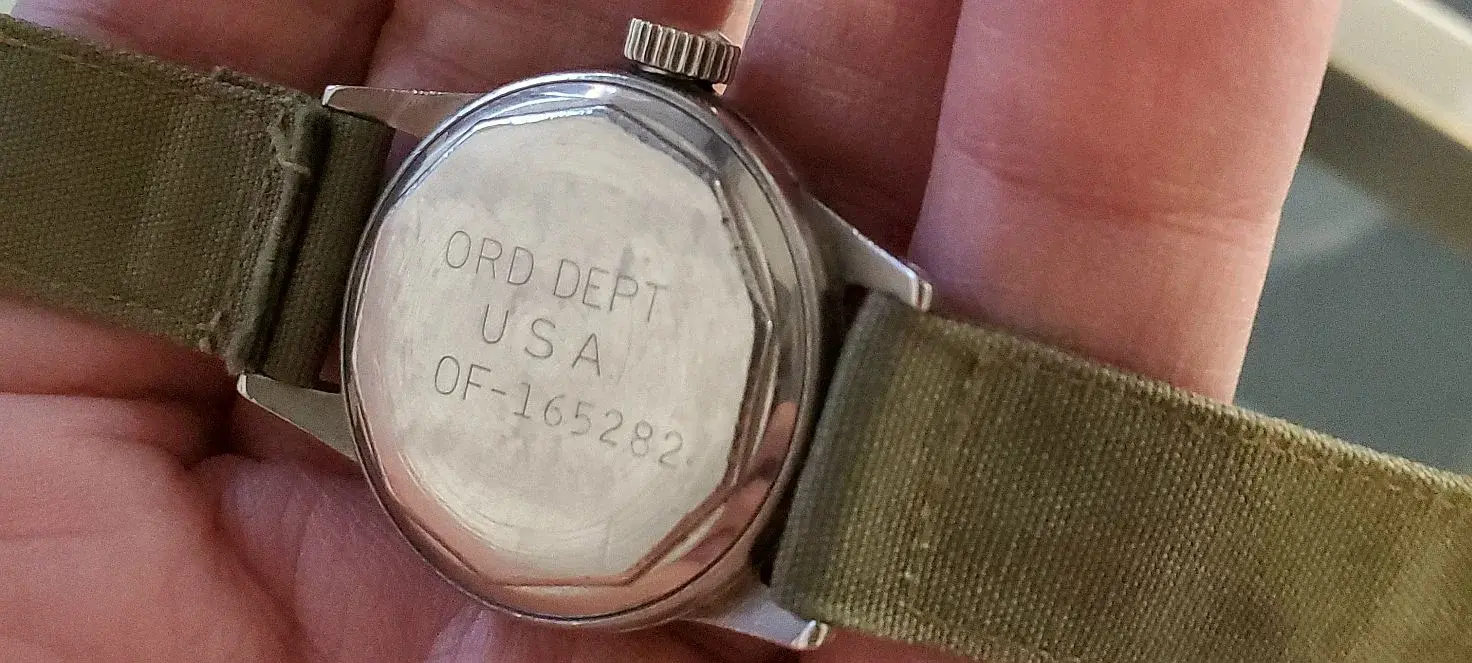 ORD DEPT
USA
OF-165282